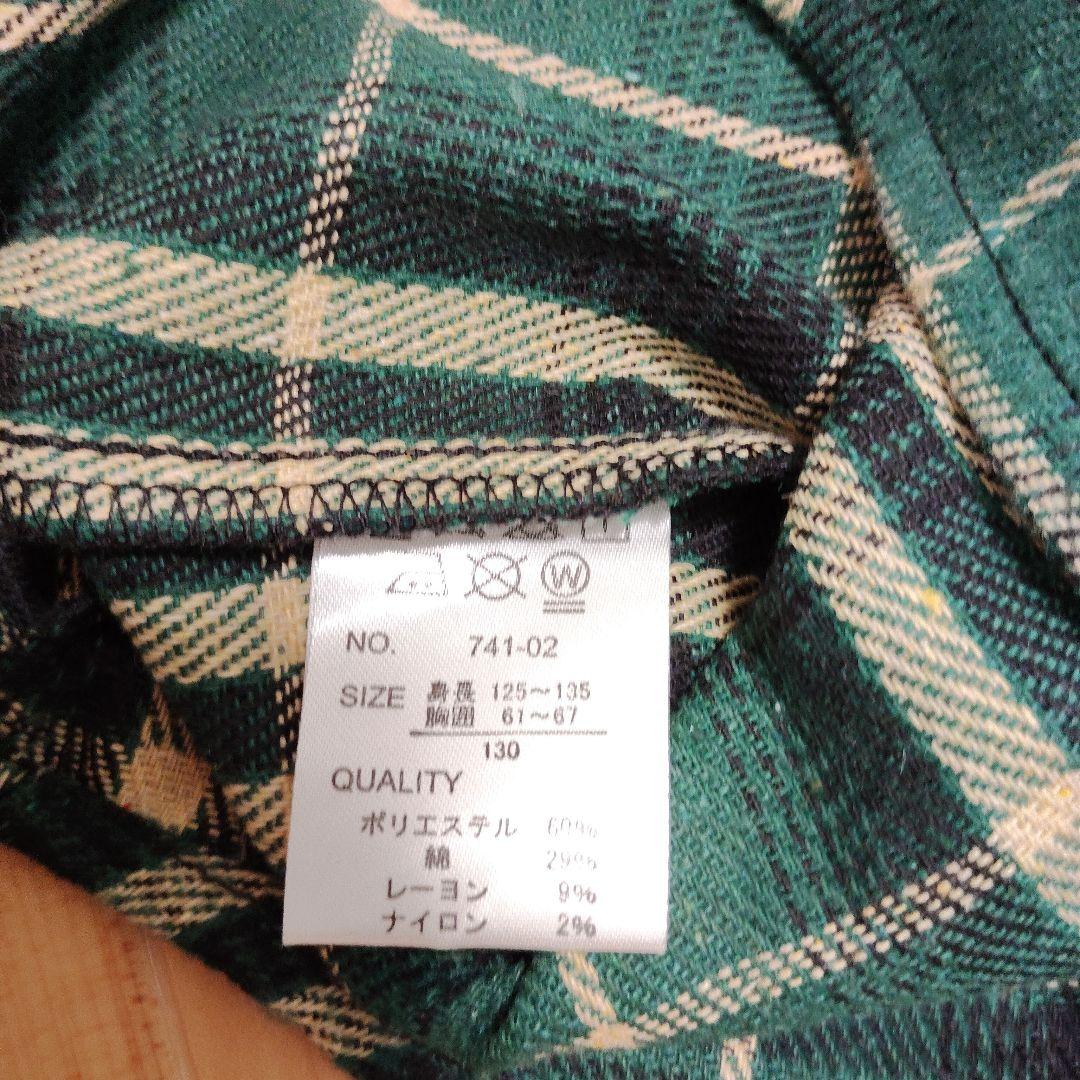 W
NO. 741-02
SIZE 身長 125～135
胸囲 61～67
130
QUALITY
ポリエステル 60%
綿 29%
レーヨン 9%
ナイロン 2%